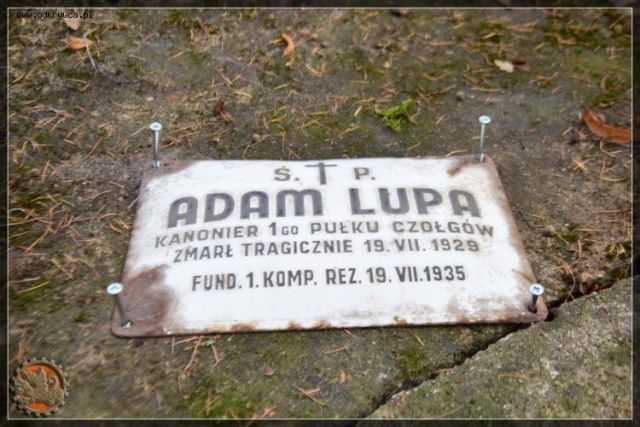 www.odkrywca.pl
Ś. † P.
ADAM LUPA
KANONIER 1GO PUŁKU CZOŁGÓW
ZMARŁ TRAGICZNIE 19. VII. 1929
FUND. 1. KOMP. REZ. 19. VII. 1935